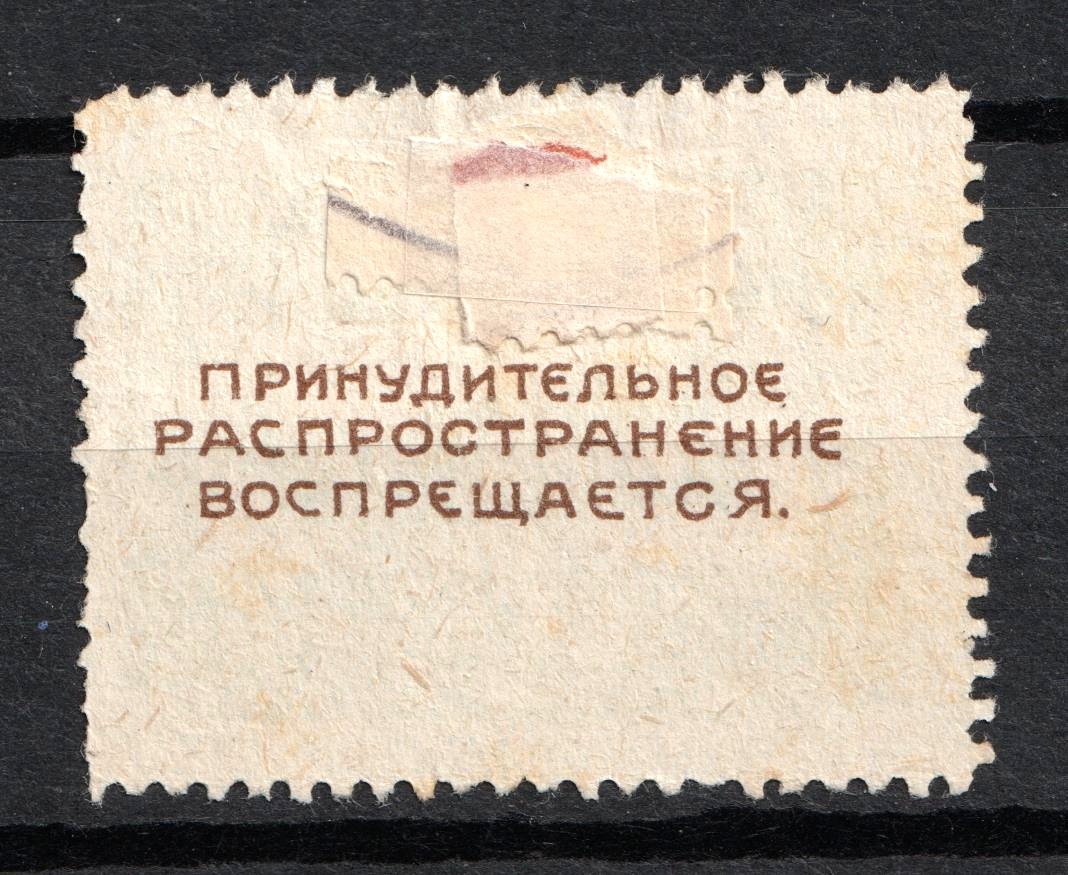 ПРИНУДИТЕЛЬНОЕ
РАСПРОСТРАНЕНИЕ
ВОСПРЕЩАЕТСЯ.